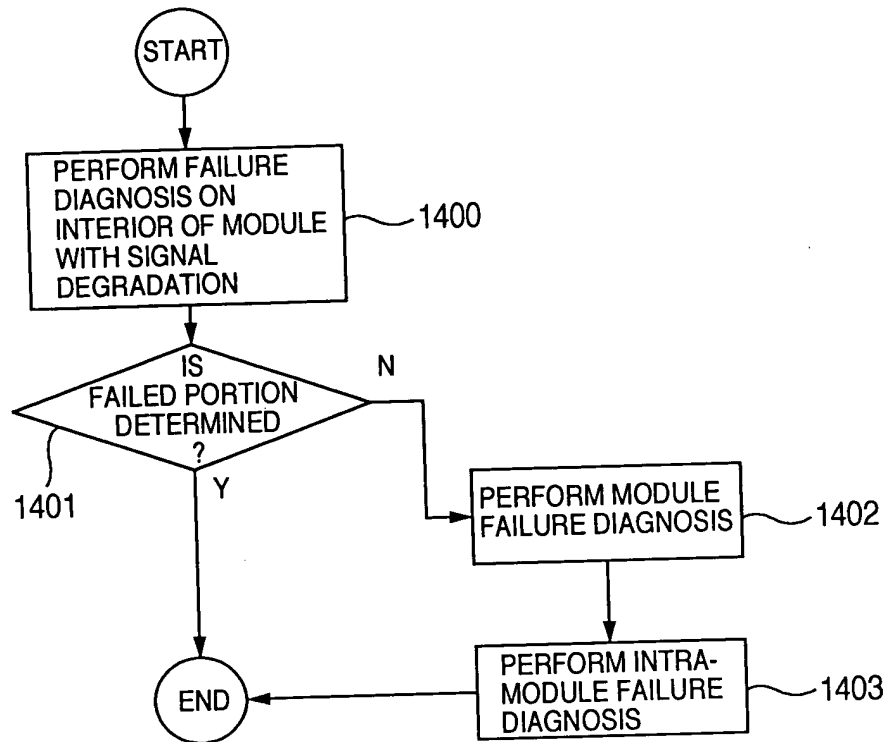 START
PERFORM FAILURE
DIAGNOSIS ON
INTERIOR OF MODULE
WITH SIGNAL
DEGRADATION
1400
IS
FAILED PORTION
DETERMINED
?
N
Y
1401
PERFORM MODULE
FAILURE DIAGNOSIS
1402
PERFORM INTRA-
MODULE FAILURE
DIAGNOSIS
1403
END